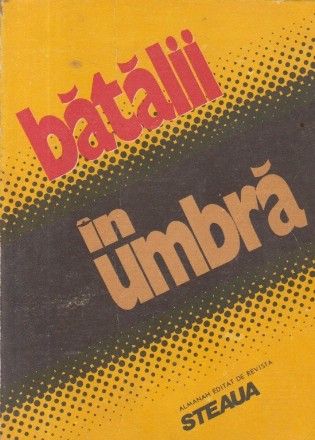 bătălii
în
umbră
ALMANAH EDITAT DE REVISTA
STEAUA